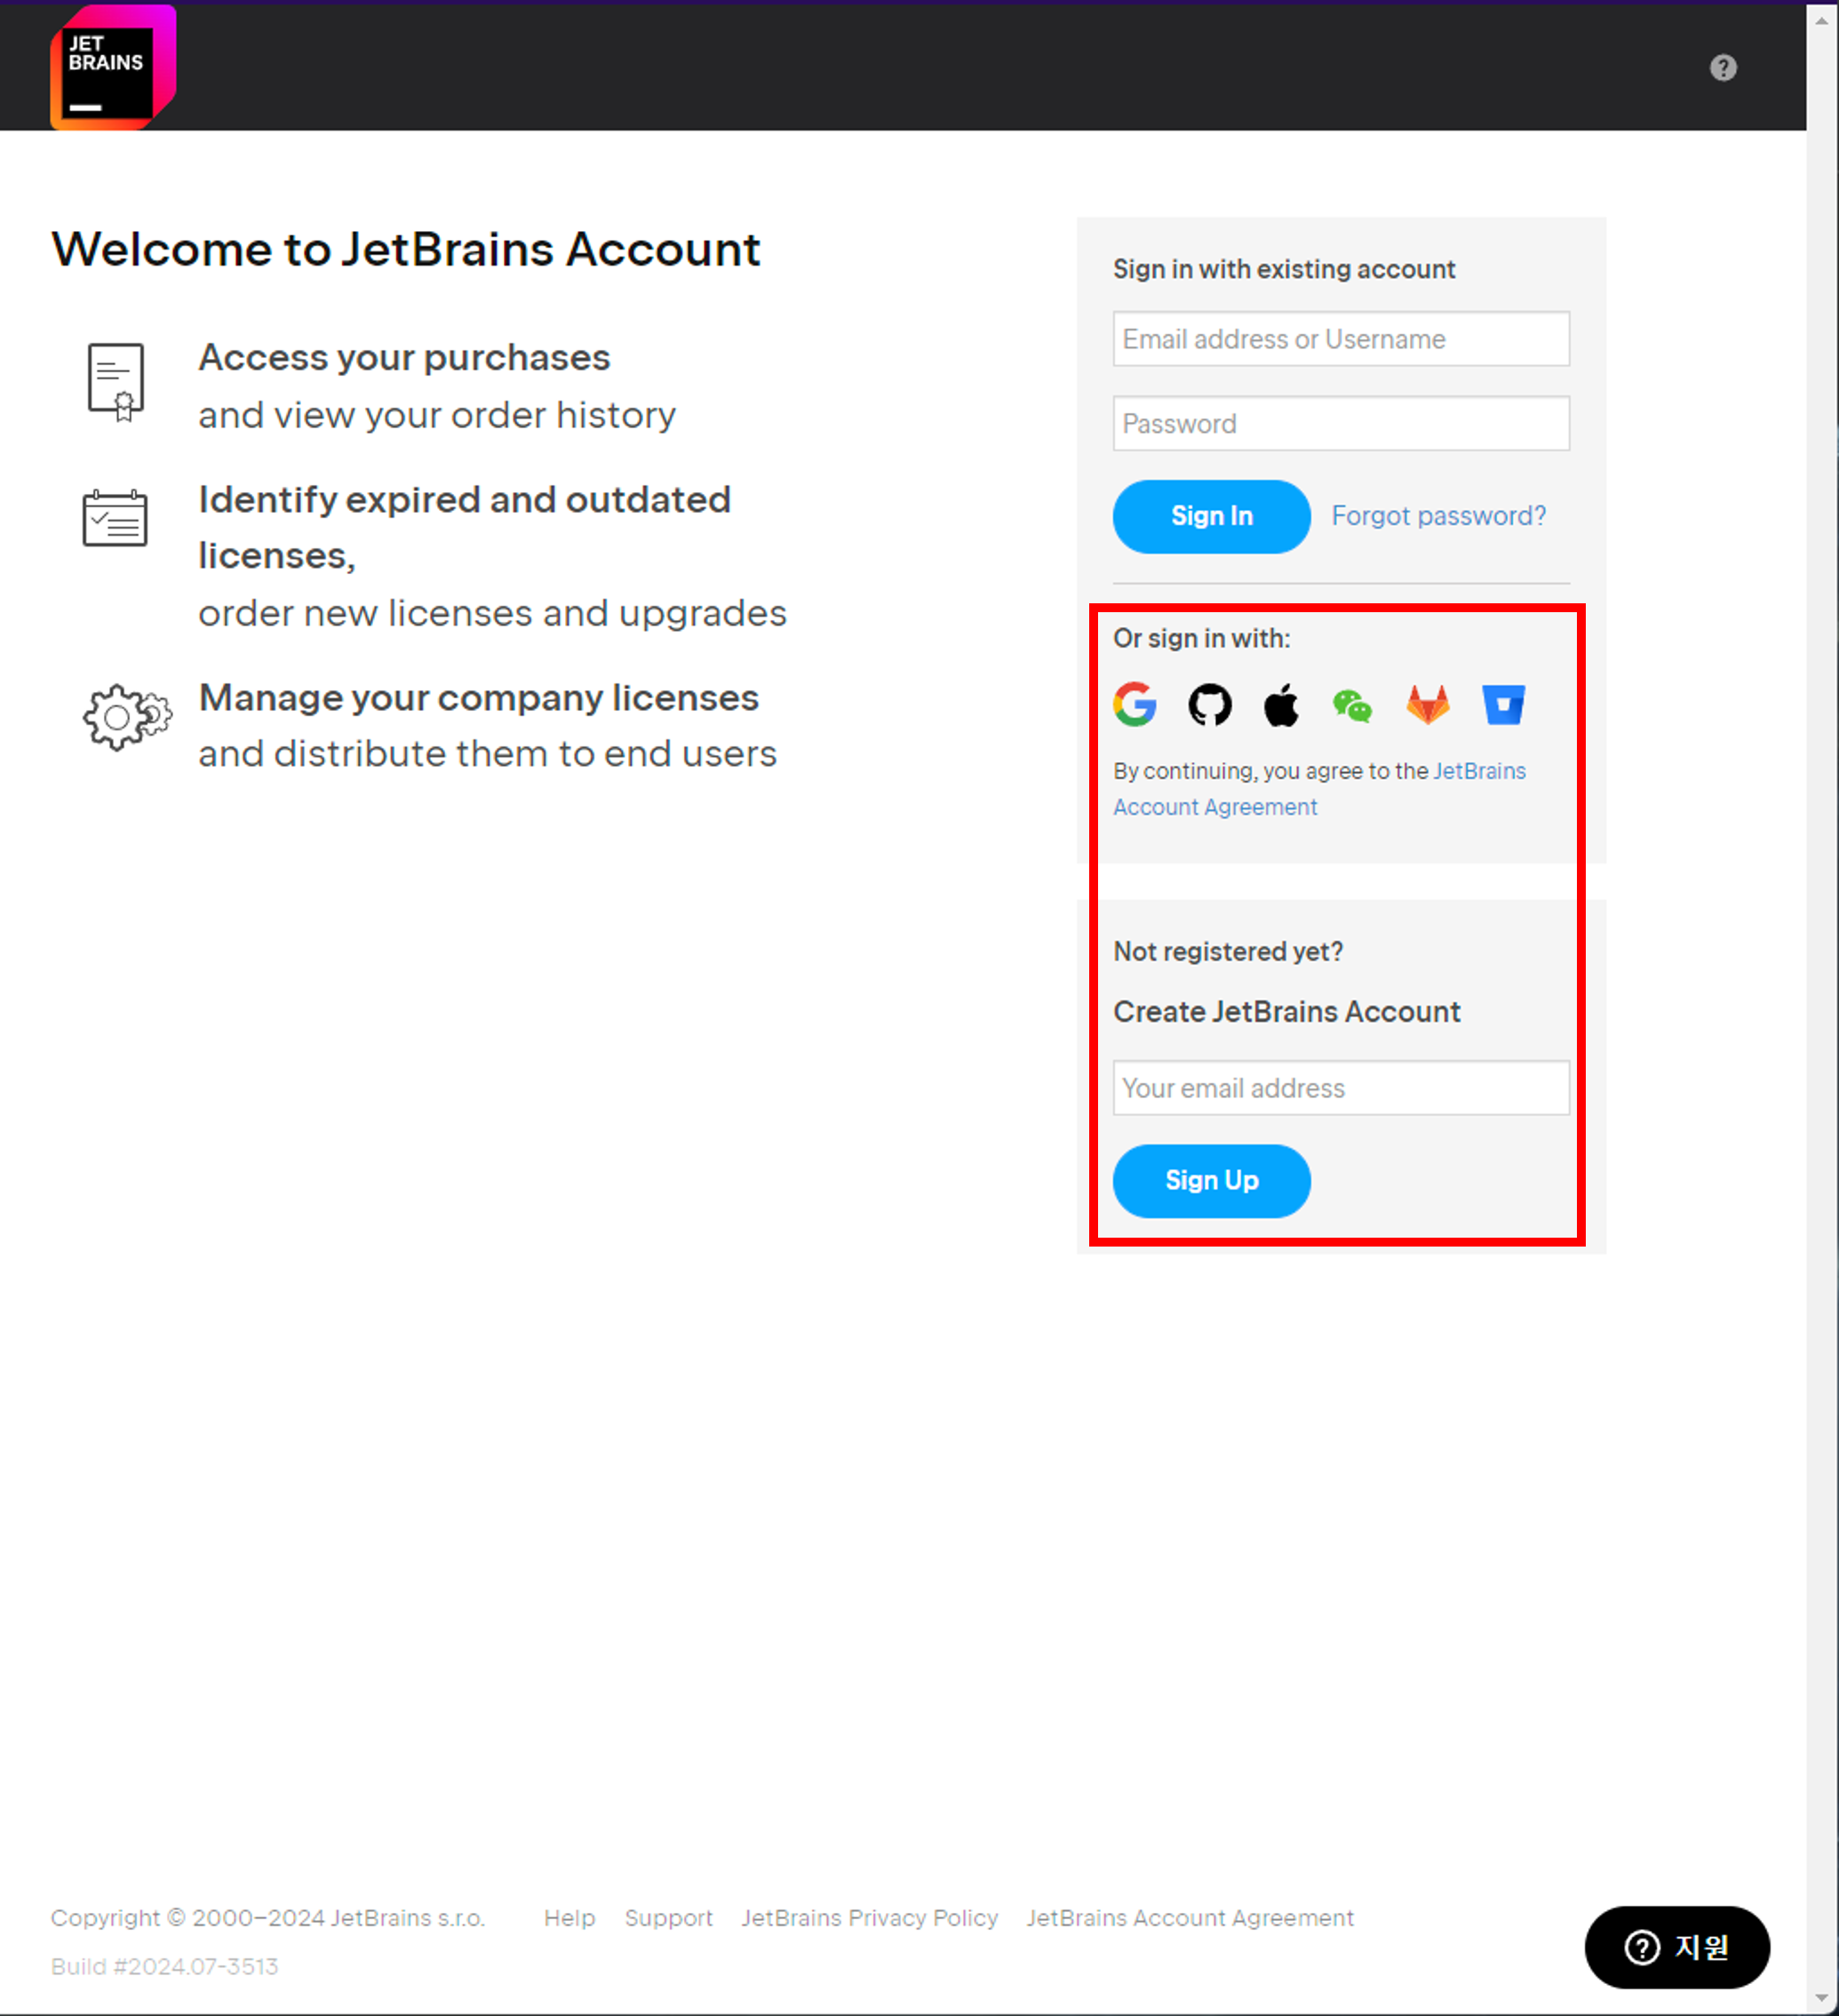 JET
BRAINS
Welcome to JetBrains Account
Access your purchases
and view your order history
Identify expired and outdated
licenses,
order new licenses and upgrades
Manage your company licenses
and distribute them to end users
Sign in with existing account
Email address or Username
Password
Sign In
Forgot password?
Or sign in with:
By continuing, you agree to the JetBrains
Account Agreement
Not registered yet?
Create JetBrains Account
Your email address
Sign Up
Copyright © 2000–2024 JetBrains s.r.o. Help Support JetBrains Privacy Policy JetBrains Account Agreement
Build #2024.07-3513
지원